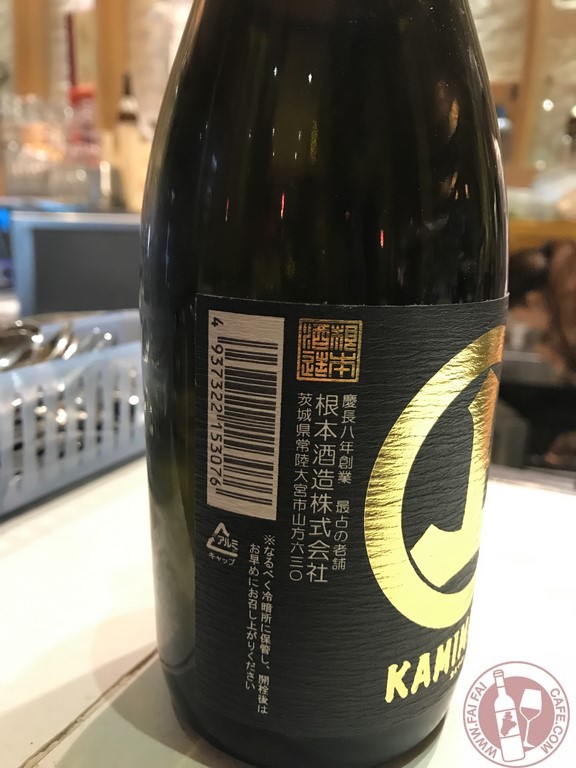 根本
酒造
慶長八年創業 最古の老舗
根本酒造株式会社
茨城県常陸大宮市山方六三〇
4 937322 153076
アルミ
キャップ
※なるべく冷暗所に保管し、開栓後は
お早めにお召し上がりください
KAMIN
WWW.FAIFAI
CAFE.COM